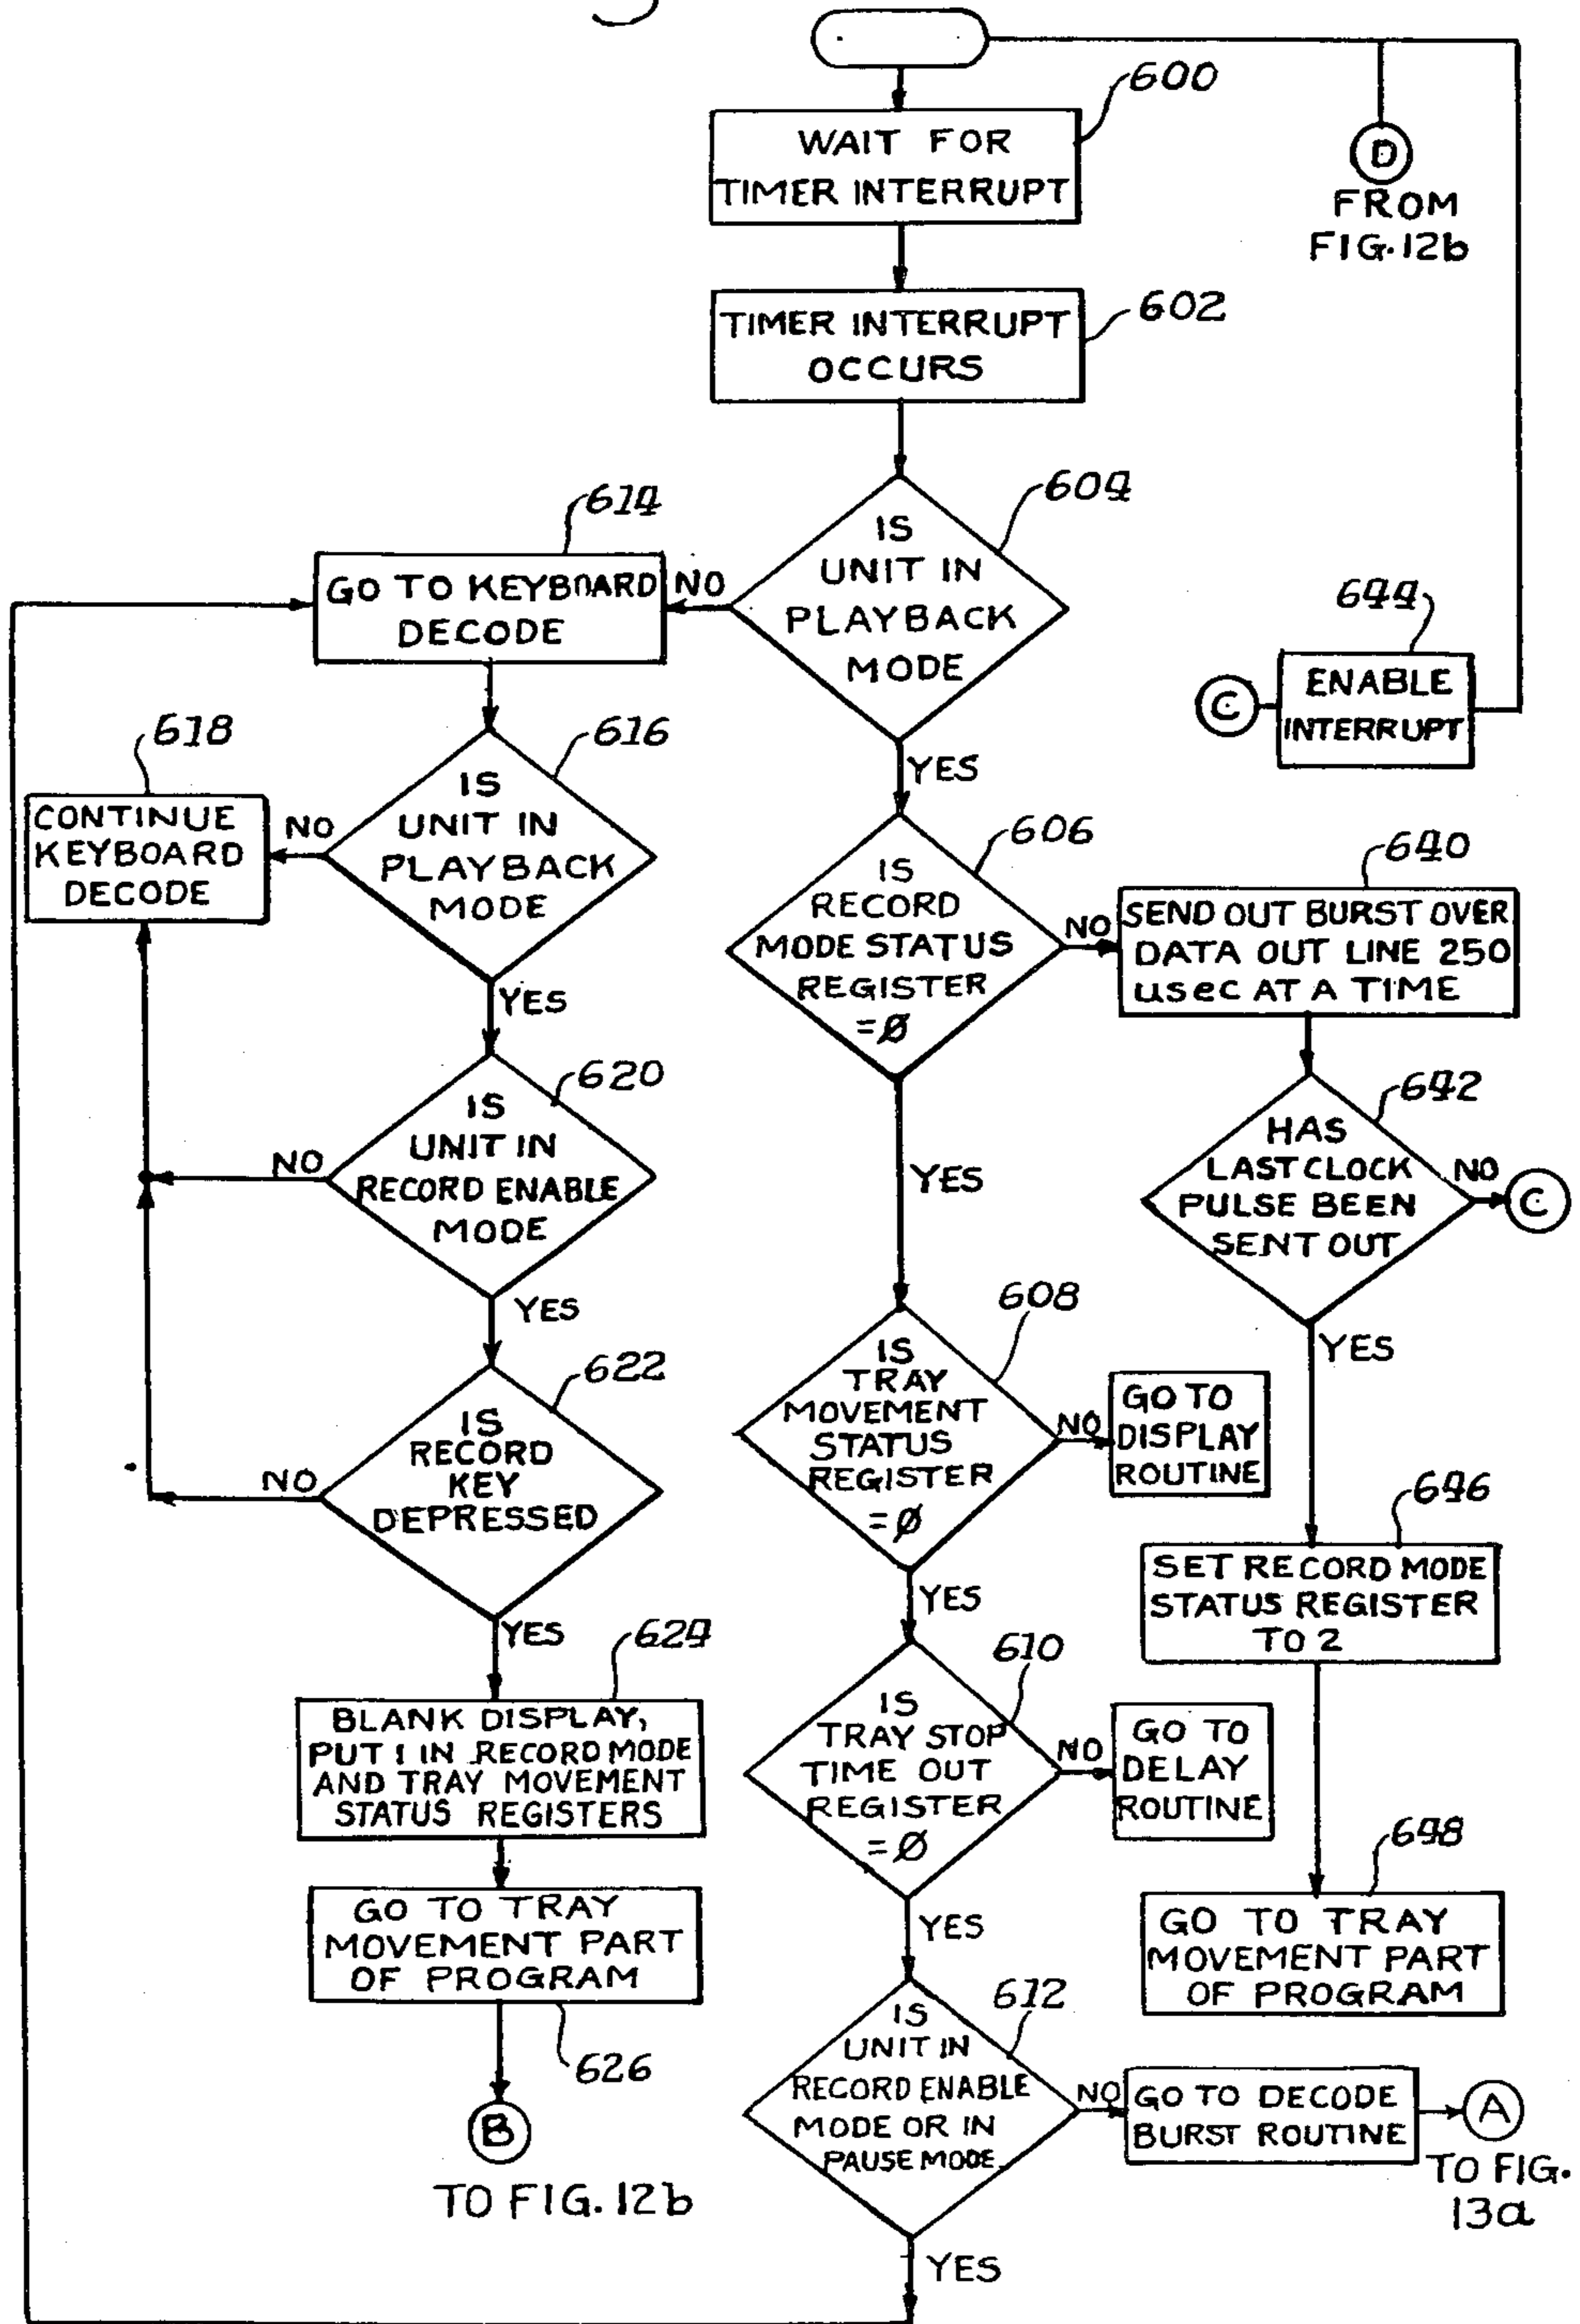 600
WAIT FOR
TIMER INTERRUPT
D
FROM
FIG.12b
602
TIMER INTERRUPT
OCCURS
604
IS
UNIT IN
PLAYBACK
MODE
NO
614
GO TO KEYBOARD
DECODE
644
ENABLE
INTERRUPT
C
YES
616
IS
UNIT IN
PLAYBACK
MODE
NO
618
CONTINUE
KEYBOARD
DECODE
606
IS
RECORD
MODE STATUS
REGISTER
=Ø
NO
640
SEND OUT BURST OVER
DATA OUT LINE 250
usec AT A TIME
YES
620
IS
UNIT IN
RECORD ENABLE
MODE
NO
YES
642
HAS
LAST CLOCK
PULSE BEEN
SENT OUT
NO
C
YES
YES
622
IS
RECORD
KEY
DEPRESSED
NO
608
IS
TRAY
MOVEMENT
STATUS
REGISTER
=Ø
NO
GO TO
DISPLAY
ROUTINE
646
SET RECORD MODE
STATUS REGISTER
TO 2
YES
YES
624
BLANK DISPLAY,
PUT 1 IN RECORD MODE
AND TRAY MOVEMENT
STATUS REGISTERS
610
IS
TRAY STOP
TIME OUT
REGISTER
=Ø
NO
GO TO
DELAY
ROUTINE
648
GO TO TRAY
MOVEMENT PART
OF PROGRAM
GO TO TRAY
MOVEMENT PART
OF PROGRAM
626
B
TO FIG. 12b
YES
612
IS
UNIT IN
RECORD ENABLE
MODE OR IN
PAUSE MODE
NO
GO TO DECODE
BURST ROUTINE
A
TO FIG.
13a
YES